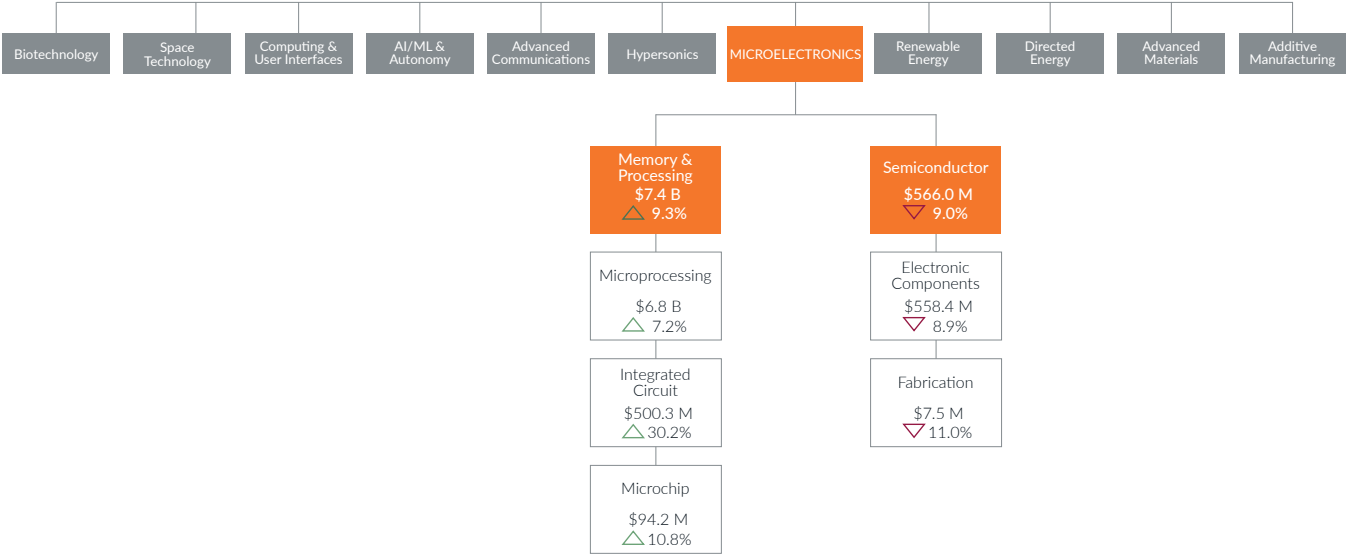 Biotechnology
Space
Technology
Computing &
User Interfaces
AI/ML &
Autonomy
Advanced
Communications
Hypersonics
MICROELECTRONICS
Renewable
Energy
Directed
Energy
Advanced
Materials
Additive
Manufacturing
Memory &
Processing
$7.4 B
9.3%
Semiconductor
$566.0 M
9.0%
Microprocessing
$6.8 B
7.2%
Electronic
Components
$558.4 M
8.9%
Integrated
Circuit
$500.3 M
30.2%
Fabrication
$7.5 M
11.0%
Microchip
$94.2 M
10.8%